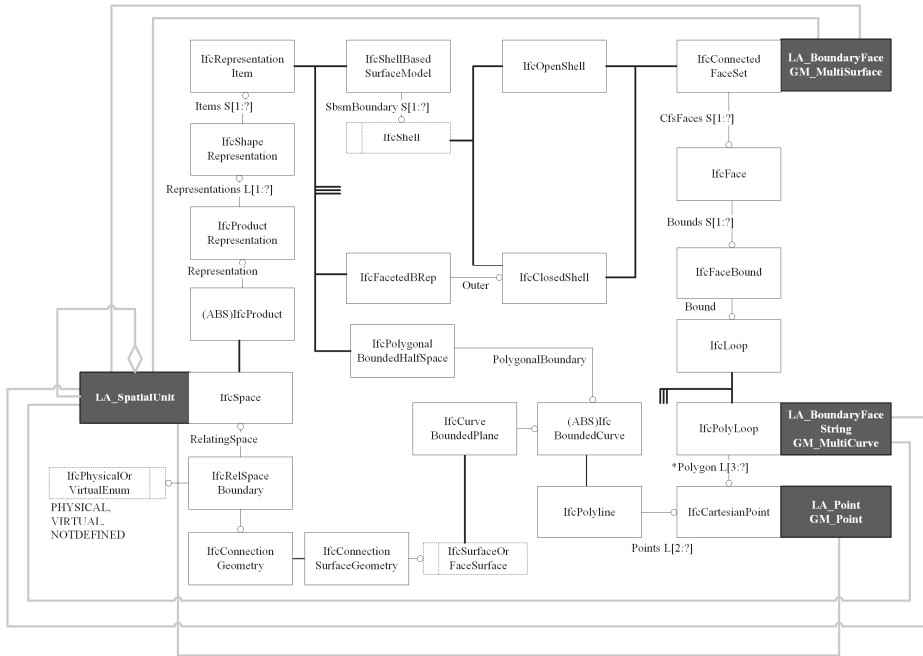 IfcRepresentation
Item
IfcShellBased
SurfaceModel
IfcOpenShell
IfcConnected
FaceSet
LA_BoundaryFace
GM_MultiSurface
Items S[1:?]
SbsmBoundary S[1:?]
CfsFaces S[1:?]
IfcShape
Representation
IfcShell
IfcFace
Representations L[1:?]
IfcProduct
Representation
Bounds S[1:?]
Representation
IfcFacetedBRep
Outer
IfcClosedShell
IfcFaceBound
Bound
(ABS)IfcProduct
IfcPolygonal
BoundedHalfSpace
PolygonalBoundary
IfcLoop
LA_SpatialUnit
IfcSpace
RelatingSpace
IfcCurve
BoundedPlane
(ABS)Ifc
BoundedCurve
IfcPolyLoop
LA_BoundaryFace
String
GM_MultiCurve
*Polygon L[3:?]
IfcPhysicalOr
VirtualEnum
PHYSICAL,
VIRTUAL,
NOTDEFINED
IfcRelSpace
Boundary
IfcPolyline
Points L[2:?]
IfcCartesianPoint
LA_Point
GM_Point
IfcConnection
Geometry
IfcConnection
SurfaceGeometry
IfcSurfaceOr
FaceSurface